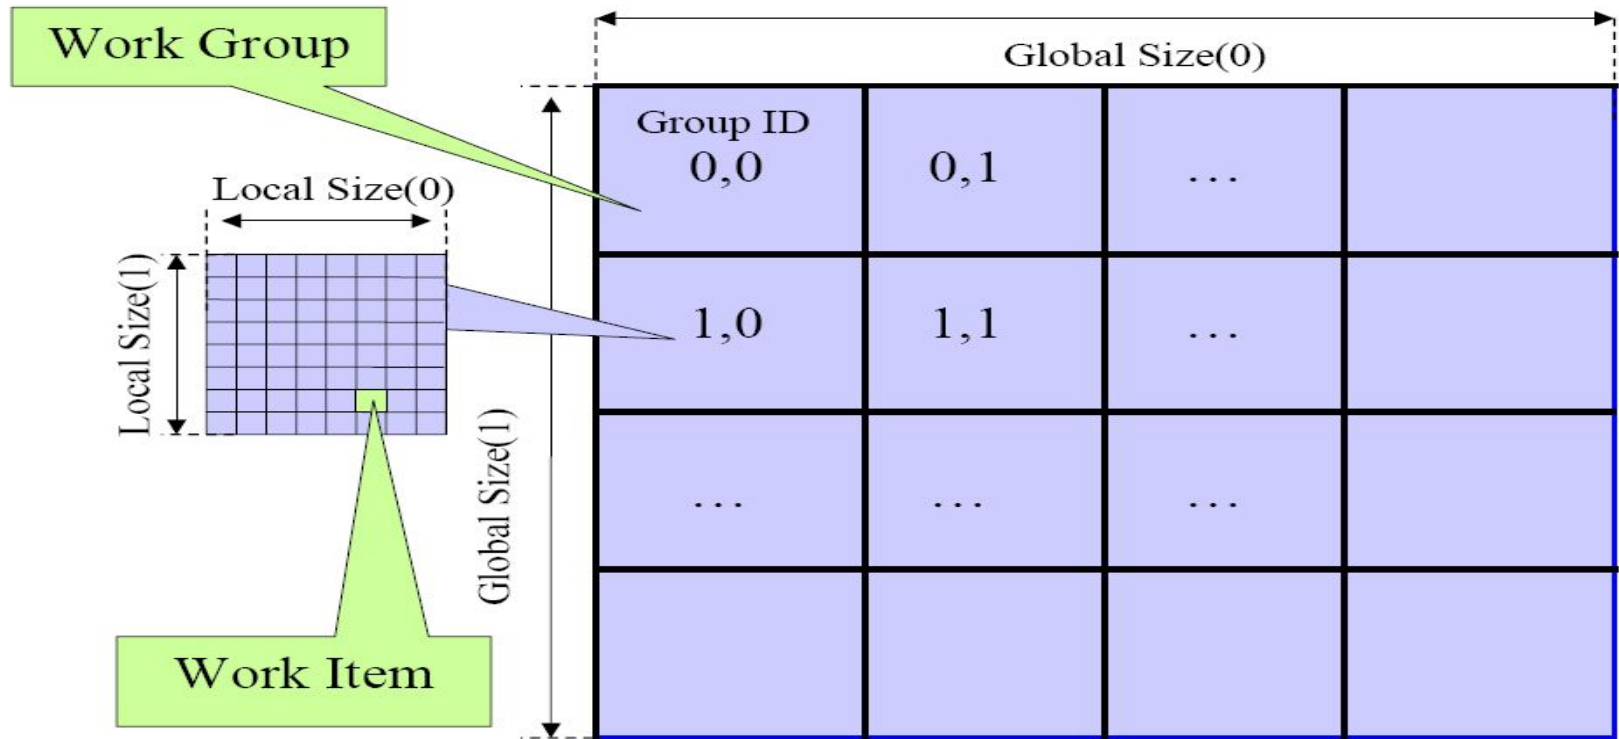 Work Group
Global Size(0)
Group ID
0,0
0,1
...
Local Size(0)
Local Size(1)
1,0
1,1
...
Global Size(1)
...
...
...
Work Item